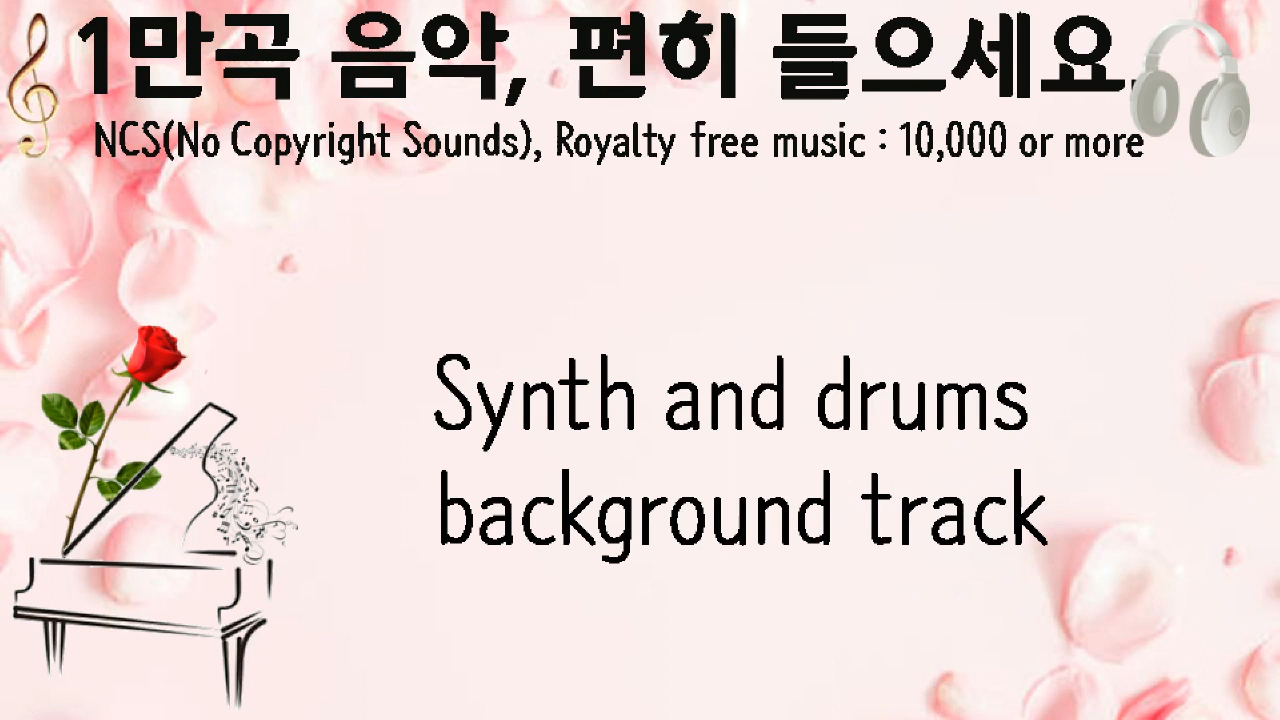 1만곡 음악, 편히 들으세요.
NCS(No Copyright Sounds), Royalty free music : 10,000 or more
Synth and drums
background track